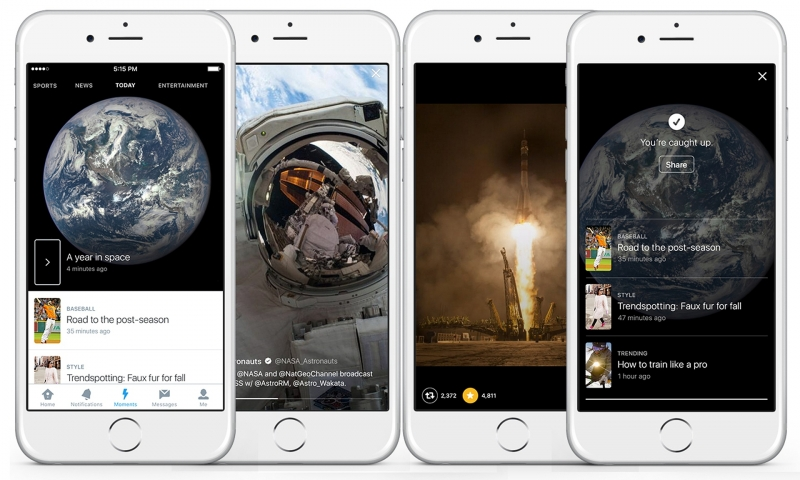 5:15 PM
SPORTS NEWS TODAY ENTERTAINMENT
A year in space
4 minutes ago
BASEBALL
Road to the post-season
35 minutes ago
STYLE
Trendspotting: Faux fur for fall
Home Notifications Moments Messages Me
ronauts @NASA_Astronauts
@NASA and @NatGeoChannel broadcast
SS w/ @AstroRM, @Astro_Wakata.
2,372 4,811
You're caught up.
Share
BASEBALL
Road to the post-season
35 minutes ago
STYLE
Trendspotting: Faux fur for fall
47 minutes ago
TRENDING
How to train like a pro
1 hour ago